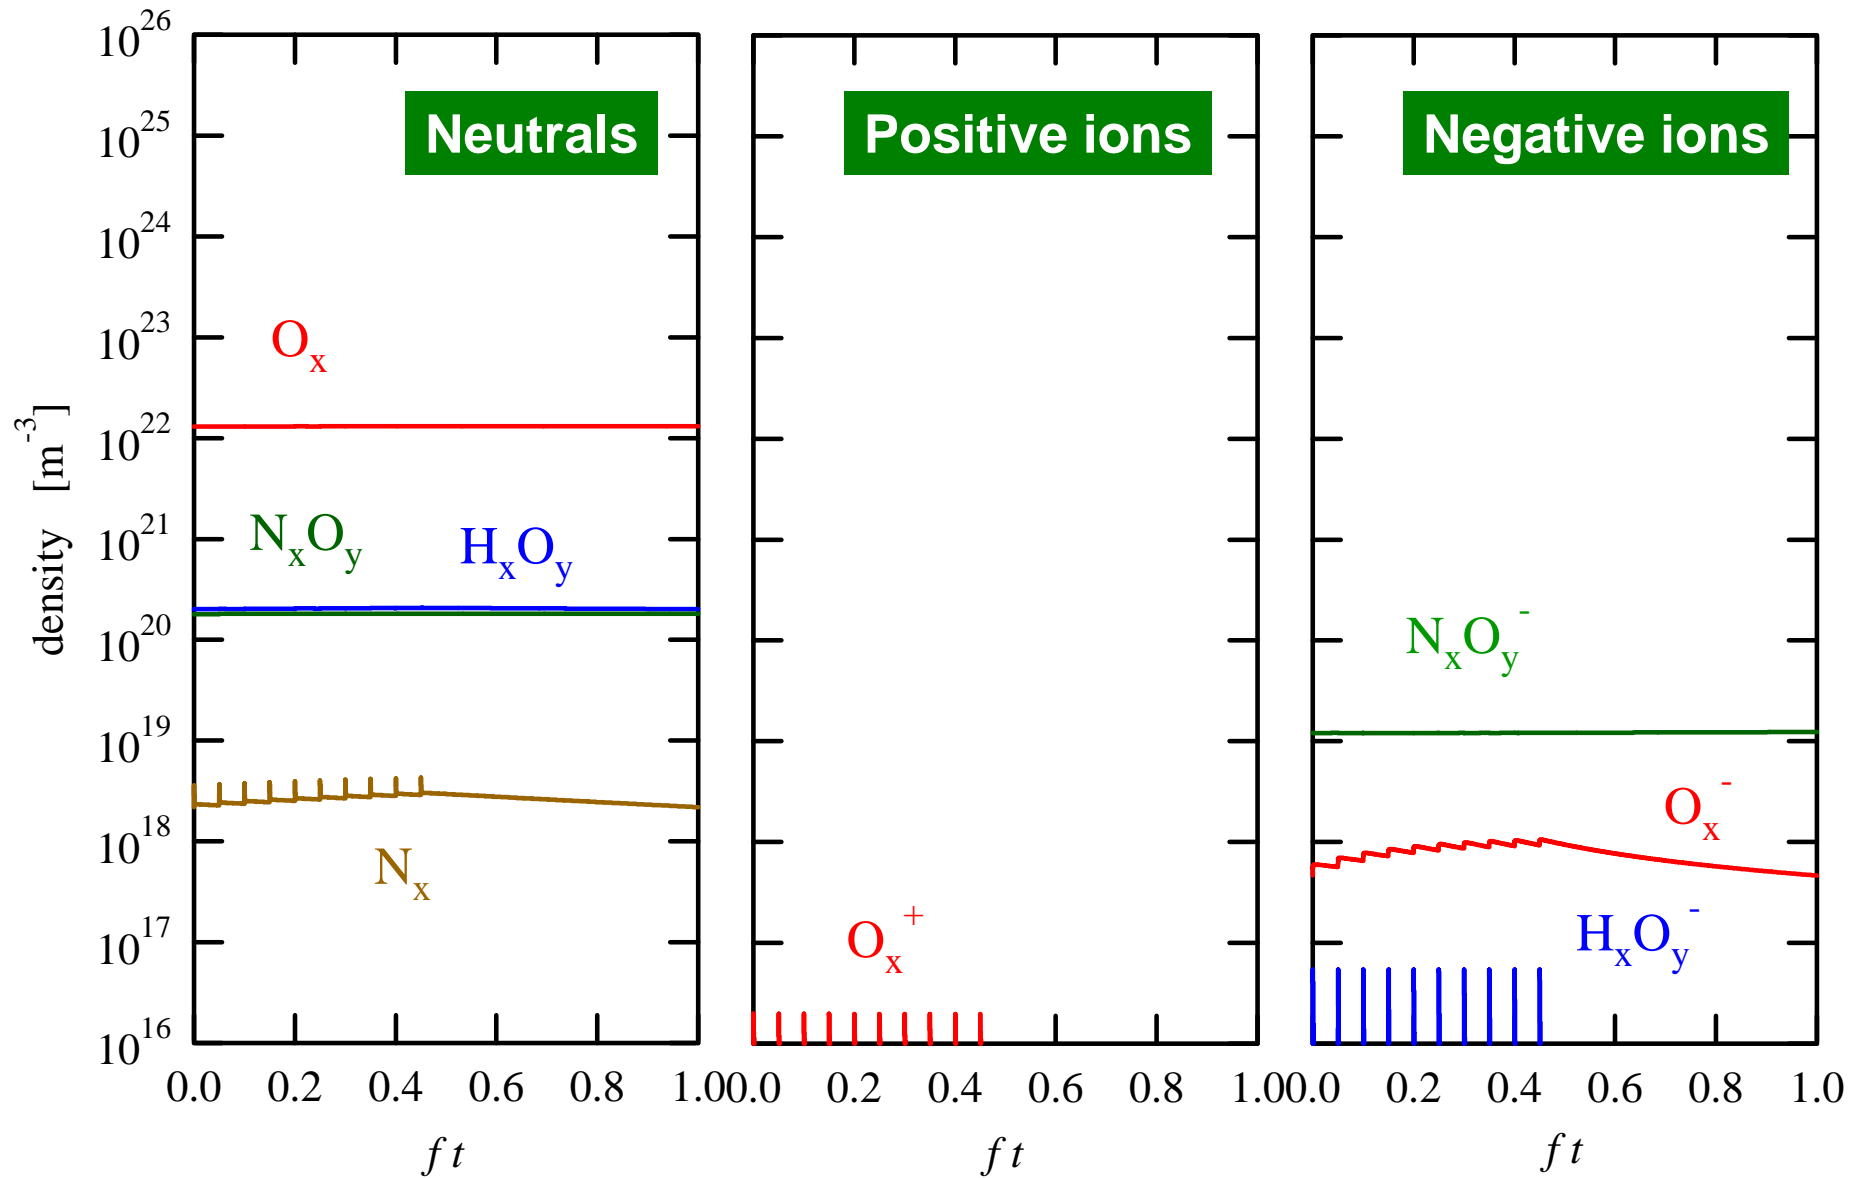 10^26
10^25
10^24
10^23
10^22
10^21
10^20
10^19
10^18
10^17
10^16
density [m^-3]
Neutrals
O_x
N_xO_y
H_xO_y
N_x
0.0 0.2 0.4 0.6 0.8 1.0
f t
Positive ions
O_x^+
0.0 0.2 0.4 0.6 0.8 1.0
f t
Negative ions
N_xO_y^-
O_x^-
H_xO_y^-
0.0 0.2 0.4 0.6 0.8 1.0
f t